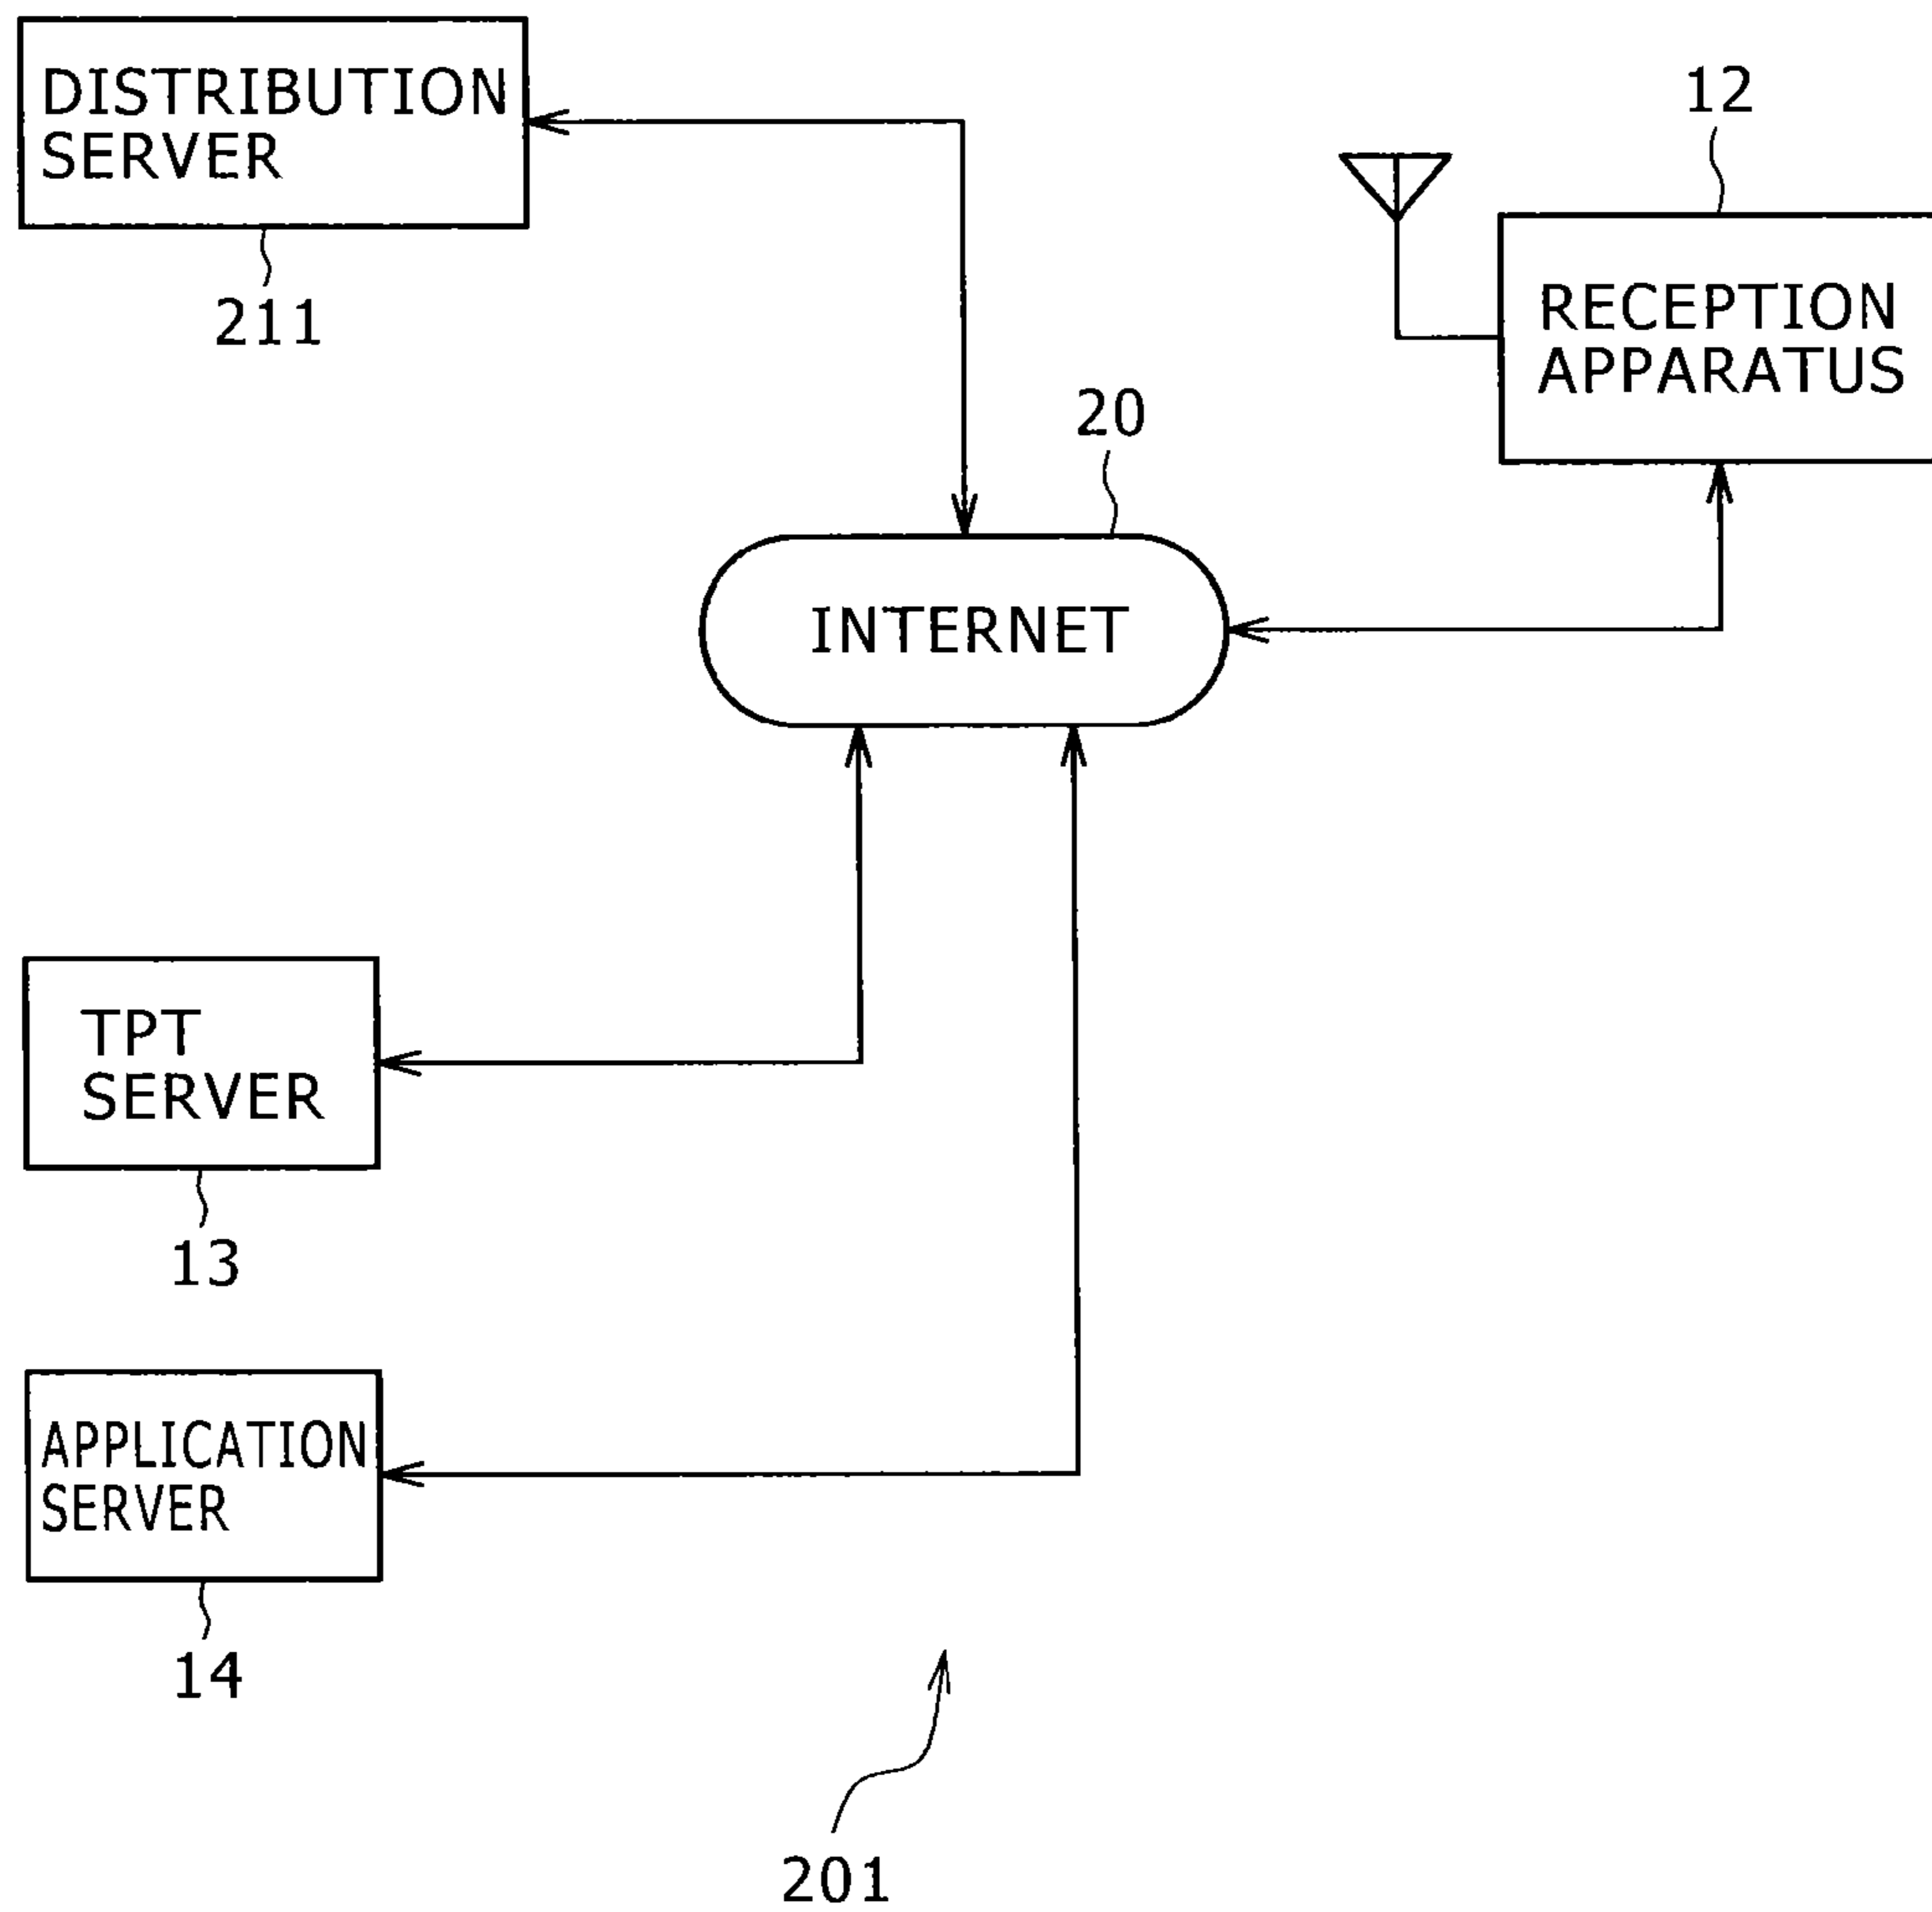 DISTRIBUTION
SERVER
211
12
RECEPTION
APPARATUS
20
INTERNET
TPT
SERVER
13
APPLICATION
SERVER
14
201